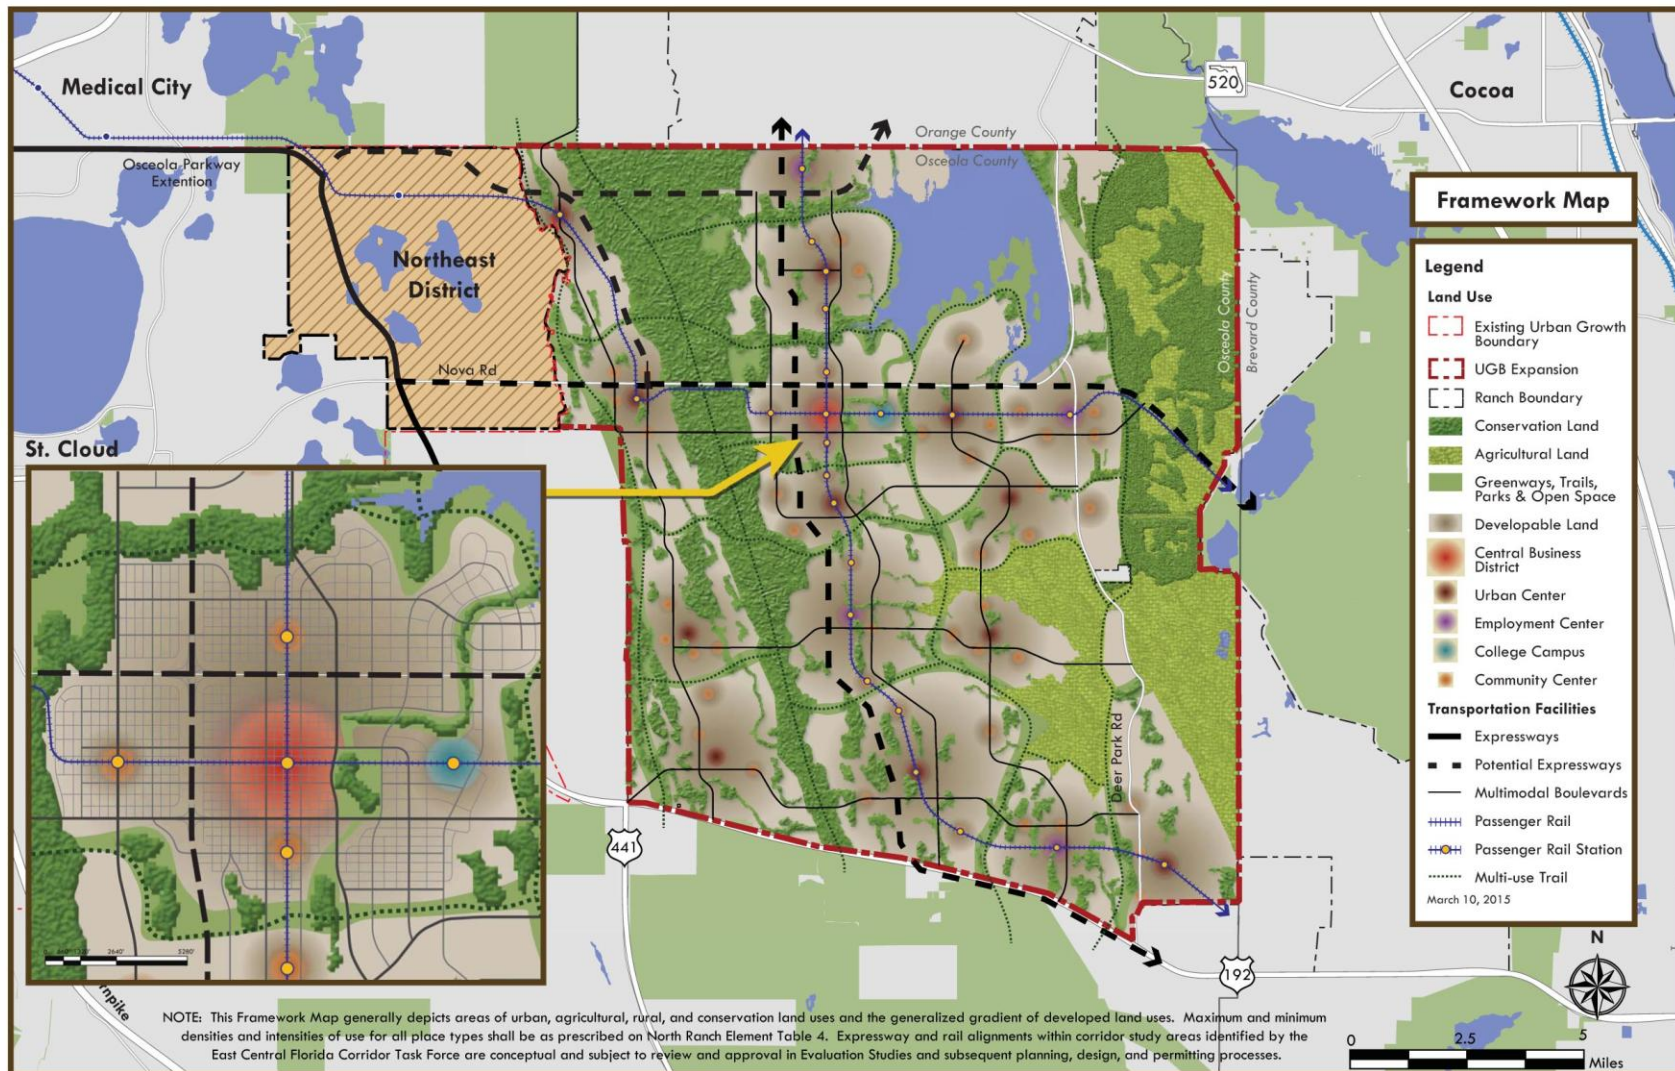 Medical City
520
Cocoa
Orange County
Osceola County
Osceola Parkway
Extention
Framework Map
Northeast
District
Osceola County
Brevard County
Nova Rd
St. Cloud
Legend
Land Use
Existing Urban Growth
Boundary
UGB Expansion
Ranch Boundary
Conservation Land
Agricultural Land
Greenways, Trails,
Parks & Open Space
Developable Land
Central Business
District
Urban Center
Employment Center
College Campus
Community Center
Transportation Facilities
Expressways
Potential Expressways
Multimodal Boulevards
Passenger Rail
Passenger Rail Station
Multi-use Trail
March 10, 2015
Deer Park Rd
441
192
2640'
5280'
rnpike
N
NOTE: This Framework Map generally depicts areas of urban, agricultural, rural, and conservation land uses and the generalized gradient of developed land uses. Maximum and minimum
densities and intensities of use for all place types shall be as prescribed on North Ranch Element Table 4. Expressway and rail alignments within corridor study areas identified by the
East Central Florida Corridor Task Force are conceptual and subject to review and approval in Evaluation Studies and subsequent planning, design, and permitting processes.
0
2.5
5
Miles